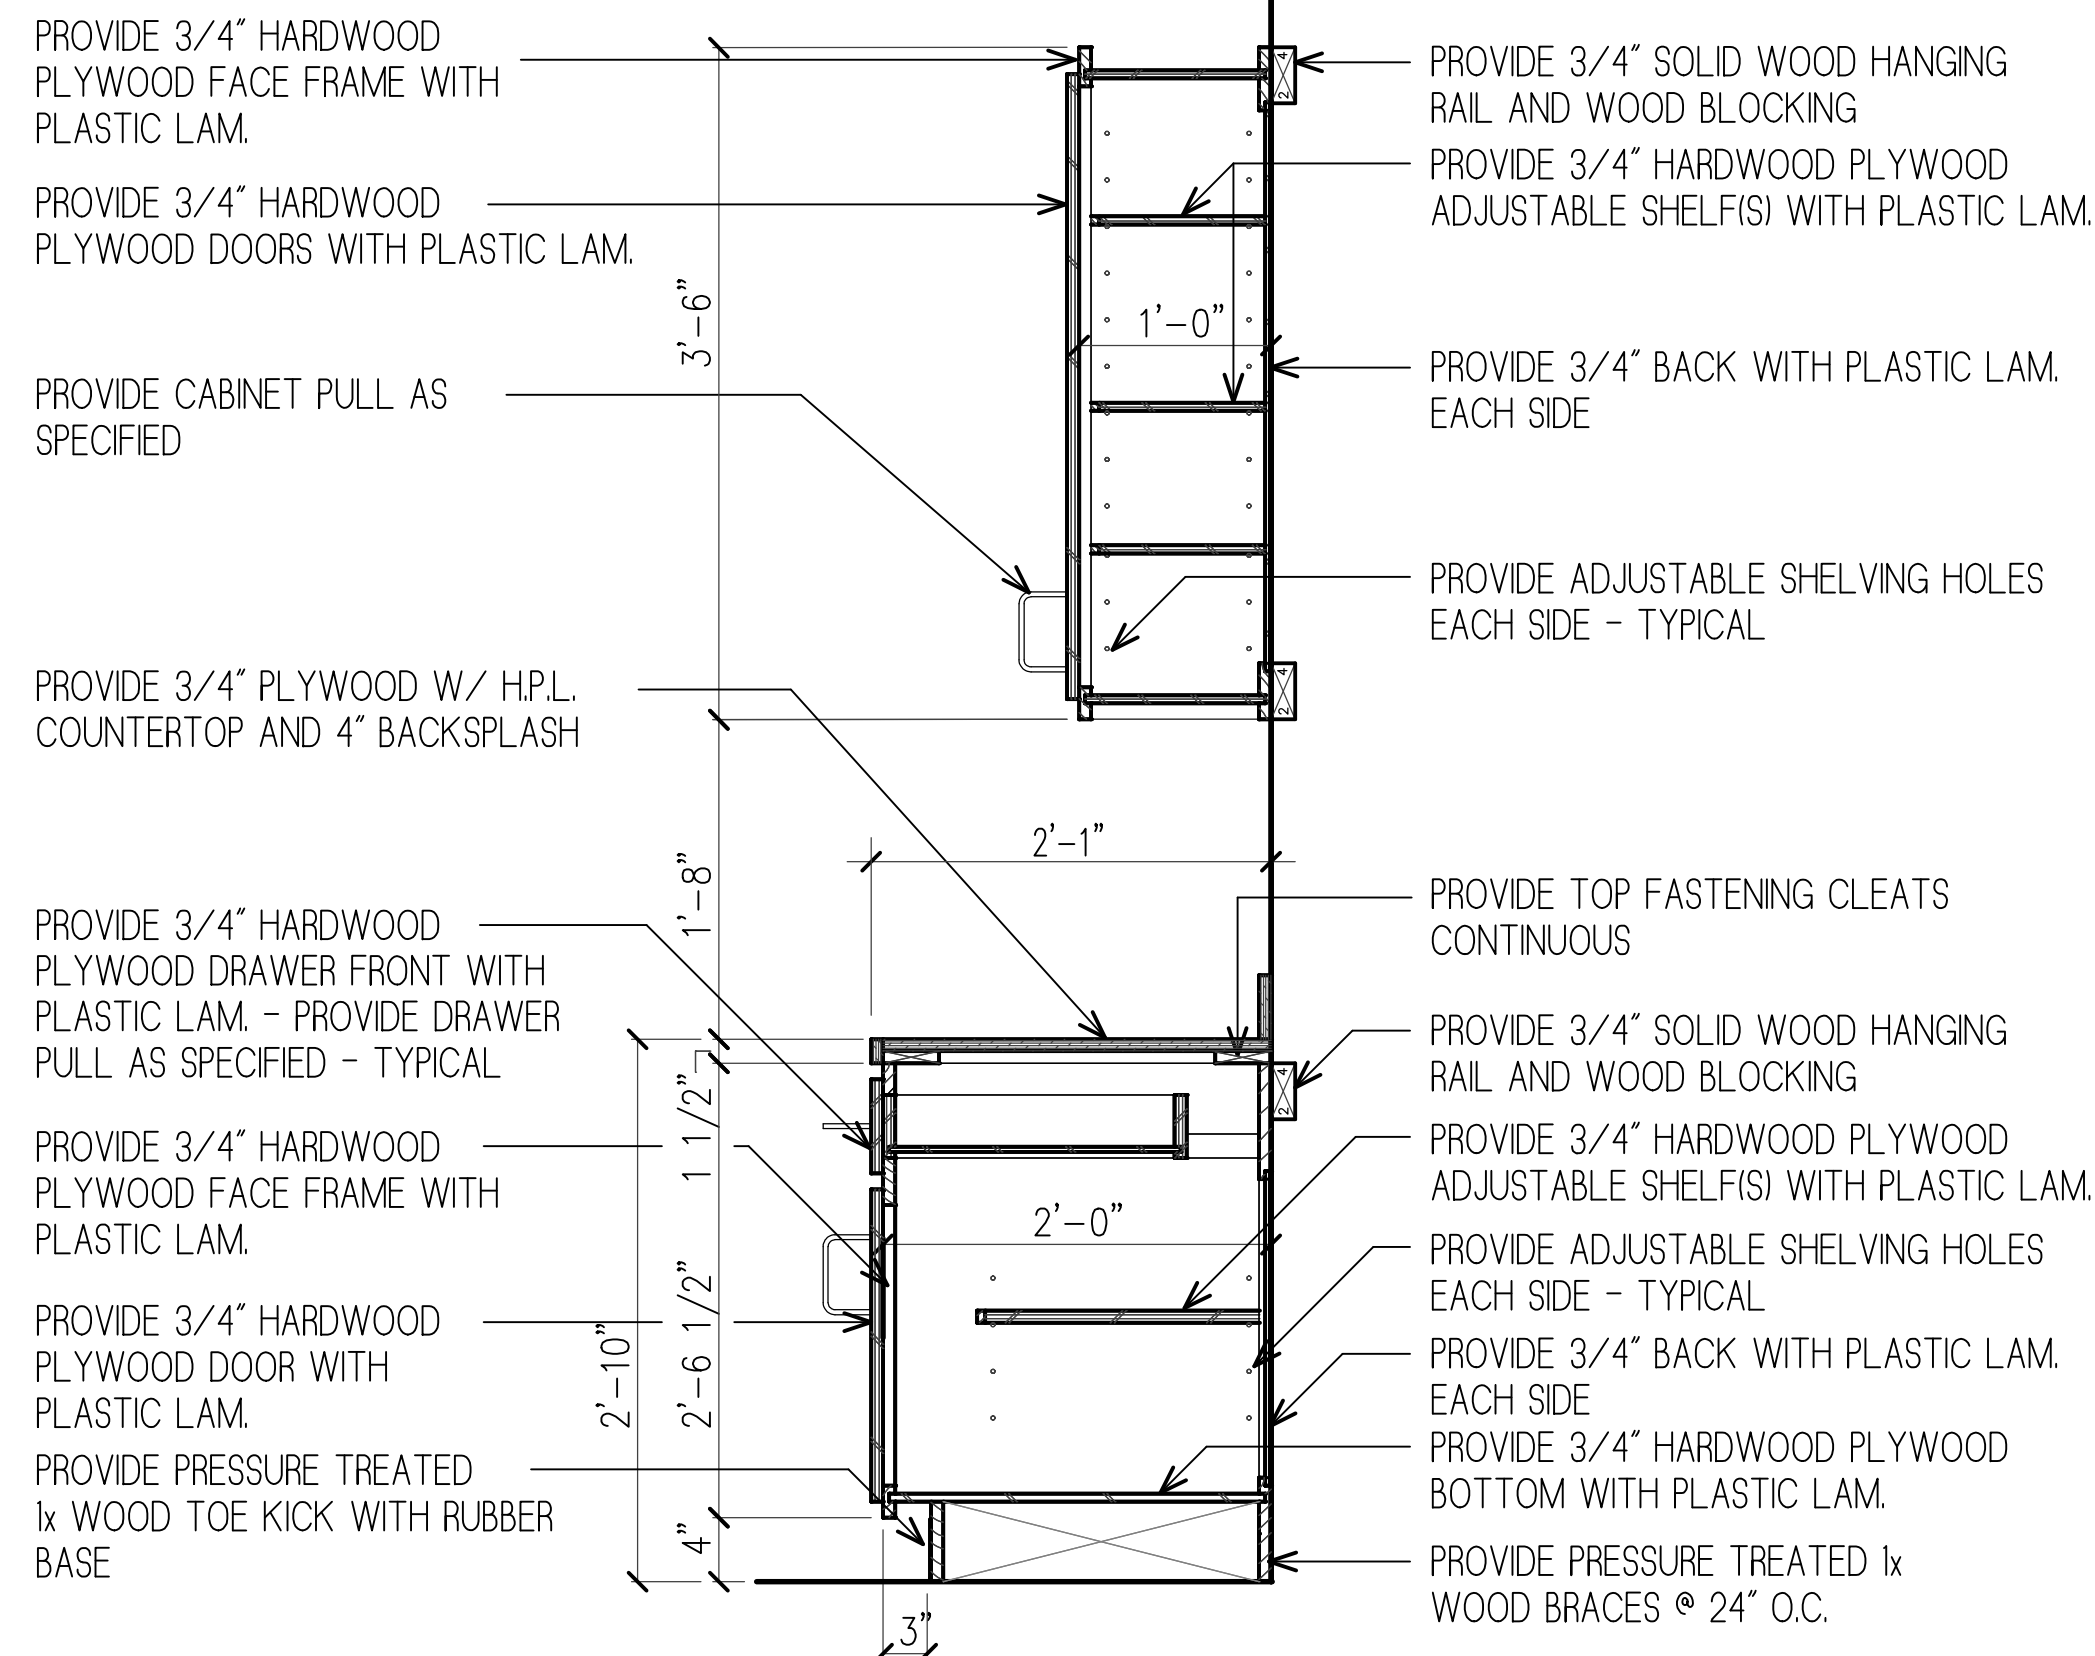 PROVIDE 3/4" HARDWOOD
PLYWOOD FACE FRAME WITH
PLASTIC LAM.
PROVIDE 3/4" HARDWOOD
PLYWOOD DOORS WITH PLASTIC LAM.
PROVIDE CABINET PULL AS
SPECIFIED
PROVIDE 3/4" PLYWOOD W/ H.P.L.
COUNTERTOP AND 4" BACKSPLASH
PROVIDE 3/4" HARDWOOD
PLYWOOD DRAWER FRONT WITH
PLASTIC LAM. - PROVIDE DRAWER
PULL AS SPECIFIED - TYPICAL
PROVIDE 3/4" HARDWOOD
PLYWOOD FACE FRAME WITH
PLASTIC LAM.
PROVIDE 3/4" HARDWOOD
PLYWOOD DOOR WITH
PLASTIC LAM.
PROVIDE PRESSURE TREATED
1x WOOD TOE KICK WITH RUBBER
BASE
3'-6"
1'-8"
1 1/2"
2'-6 1/2"
2'-10"
4"
3"
1'-0"
2'-1"
2'-0"
2 4
2 4
2 4
PROVIDE 3/4" SOLID WOOD HANGING
RAIL AND WOOD BLOCKING
PROVIDE 3/4" HARDWOOD PLYWOOD
ADJUSTABLE SHELF(S) WITH PLASTIC LAM.
PROVIDE 3/4" BACK WITH PLASTIC LAM.
EACH SIDE
PROVIDE ADJUSTABLE SHELVING HOLES
EACH SIDE - TYPICAL
PROVIDE TOP FASTENING CLEATS
CONTINUOUS
PROVIDE 3/4" SOLID WOOD HANGING
RAIL AND WOOD BLOCKING
PROVIDE 3/4" HARDWOOD PLYWOOD
ADJUSTABLE SHELF(S) WITH PLASTIC LAM.
PROVIDE ADJUSTABLE SHELVING HOLES
EACH SIDE - TYPICAL
PROVIDE 3/4" BACK WITH PLASTIC LAM.
EACH SIDE
PROVIDE 3/4" HARDWOOD PLYWOOD
BOTTOM WITH PLASTIC LAM.
PROVIDE PRESSURE TREATED 1x
WOOD BRACES @ 24" O.C.